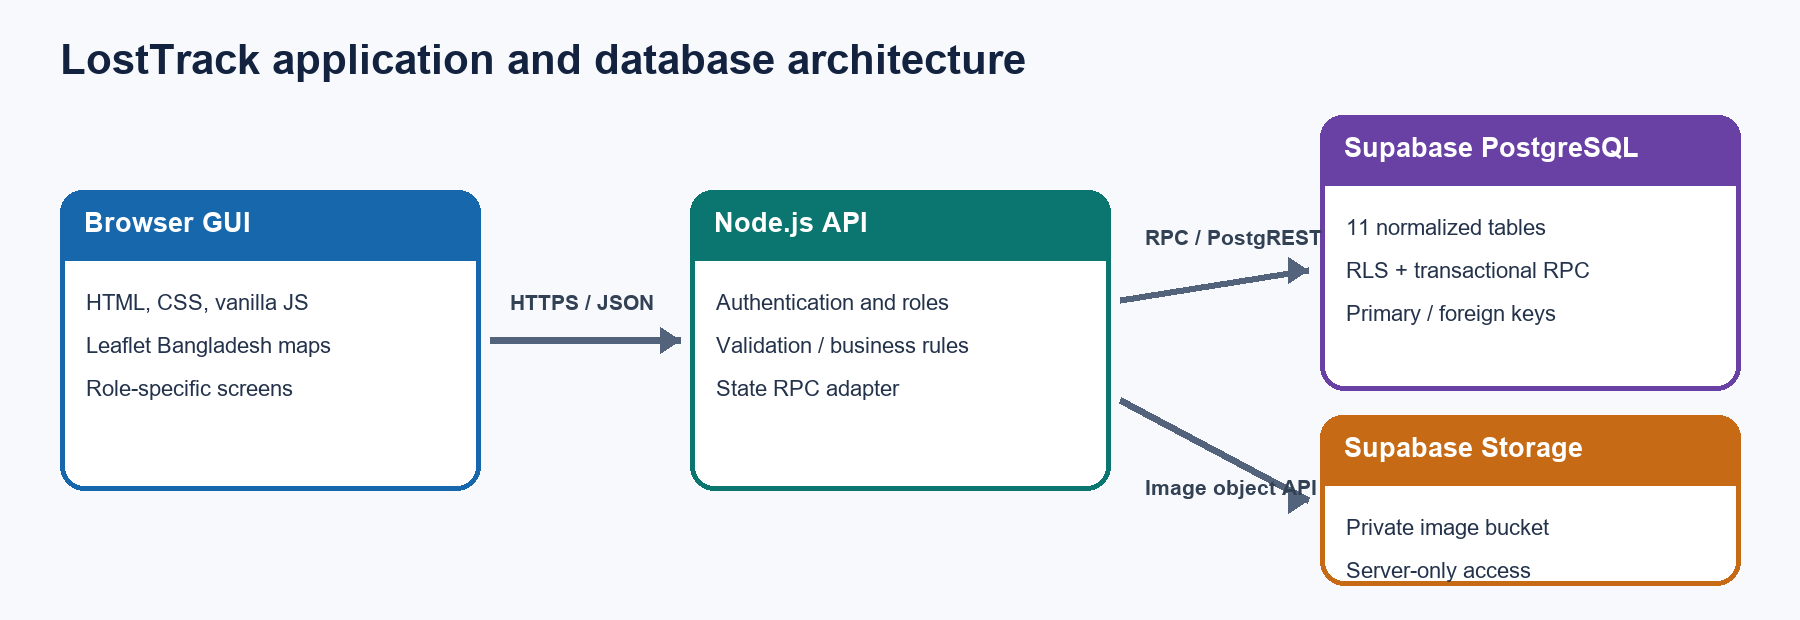 LostTrack application and database architecture
Browser GUI
HTML, CSS, vanilla JS
Leaflet Bangladesh maps
Role-specific screens
HTTPS / JSON
Node.js API
Authentication and roles
Validation / business rules
State RPC adapter
RPC / PostgREST
Image object API
Supabase PostgreSQL
11 normalized tables
RLS + transactional RPC
Primary / foreign keys
Supabase Storage
Private image bucket
Server-only access